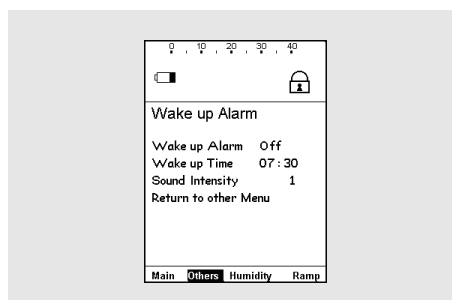 0 10 20 30 40
Wake up Alarm
Wake up Alarm Off
Wake up Time 07:30
Sound Intensity 1
Return to other Menu
Main Others Humidity Ramp